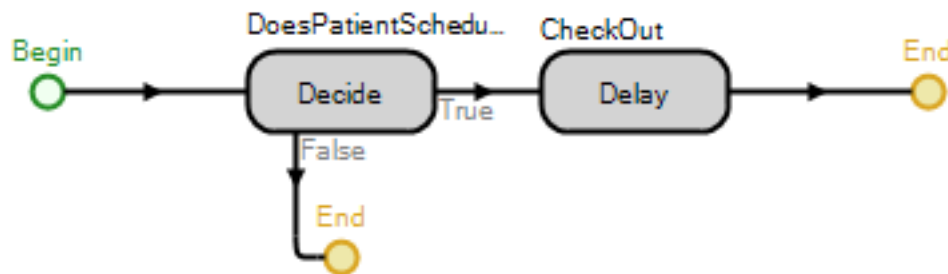 DoesPatientSchedu...
CheckOut
Begin
End
Decide
True
Delay
False
End